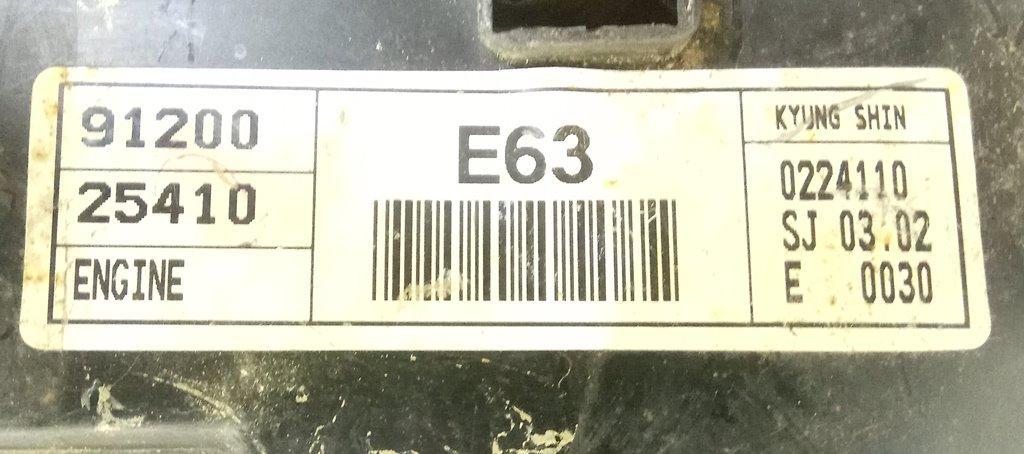 91200
25410
ENGINE
E63
KYUNG SHIN
0224110
SJ 03.02
E 0030